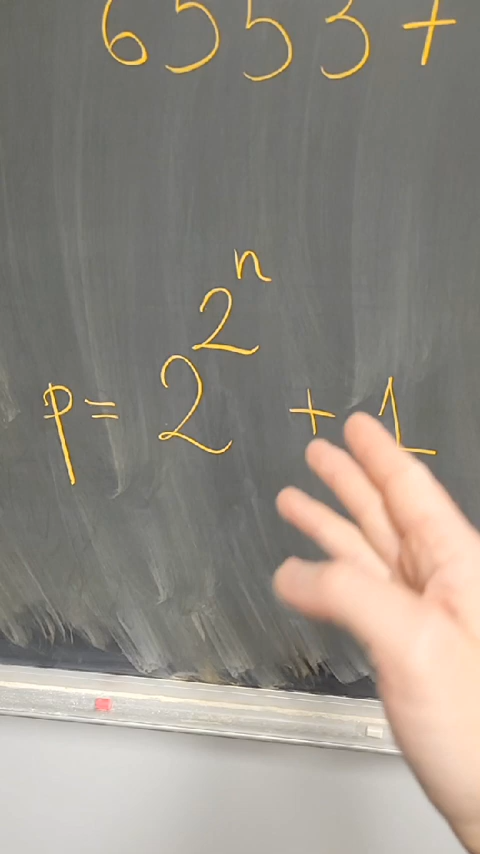 65537
p = 2^{2^n} + 1